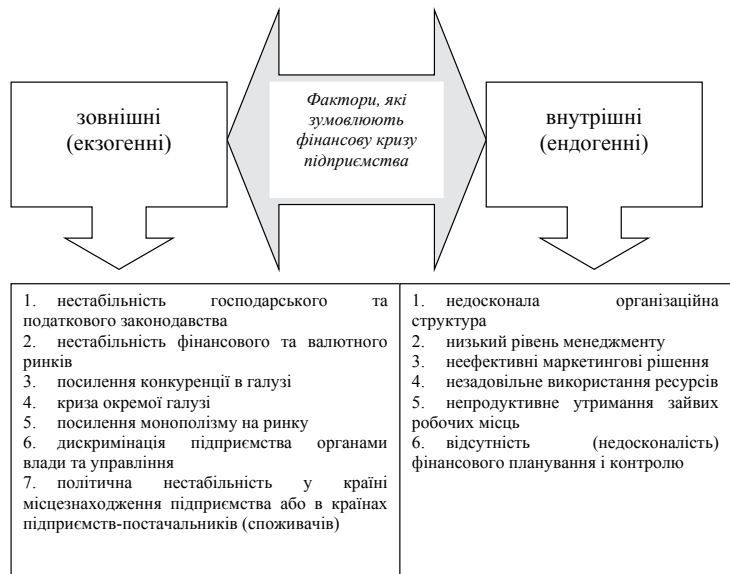 Фактори, які
зумовлюють
фінансову кризу
підприємства
зовнішні
(екзогенні)
внутрішні
(ендогенні)
1. нестабільність господарського та
податкового законодавства
2. нестабільність фінансового та валютного
ринків
3. посилення конкуренції в галузі
4. криза окремої галузі
5. посилення монополізму на ринку
6. дискримінація підприємства органами
влади та управління
7. політична нестабільність у країні
місцезнаходження підприємства або в країнах
підприємств-постачальників (споживачів)
1. недосконала організаційна
структура
2. низький рівень менеджменту
3. неефективні маркетингові рішення
4. незадовільне використання ресурсів
5. непродуктивне утримання зайвих
робочих місць
6. відсутність (недосконалість)
фінансового планування і контролю